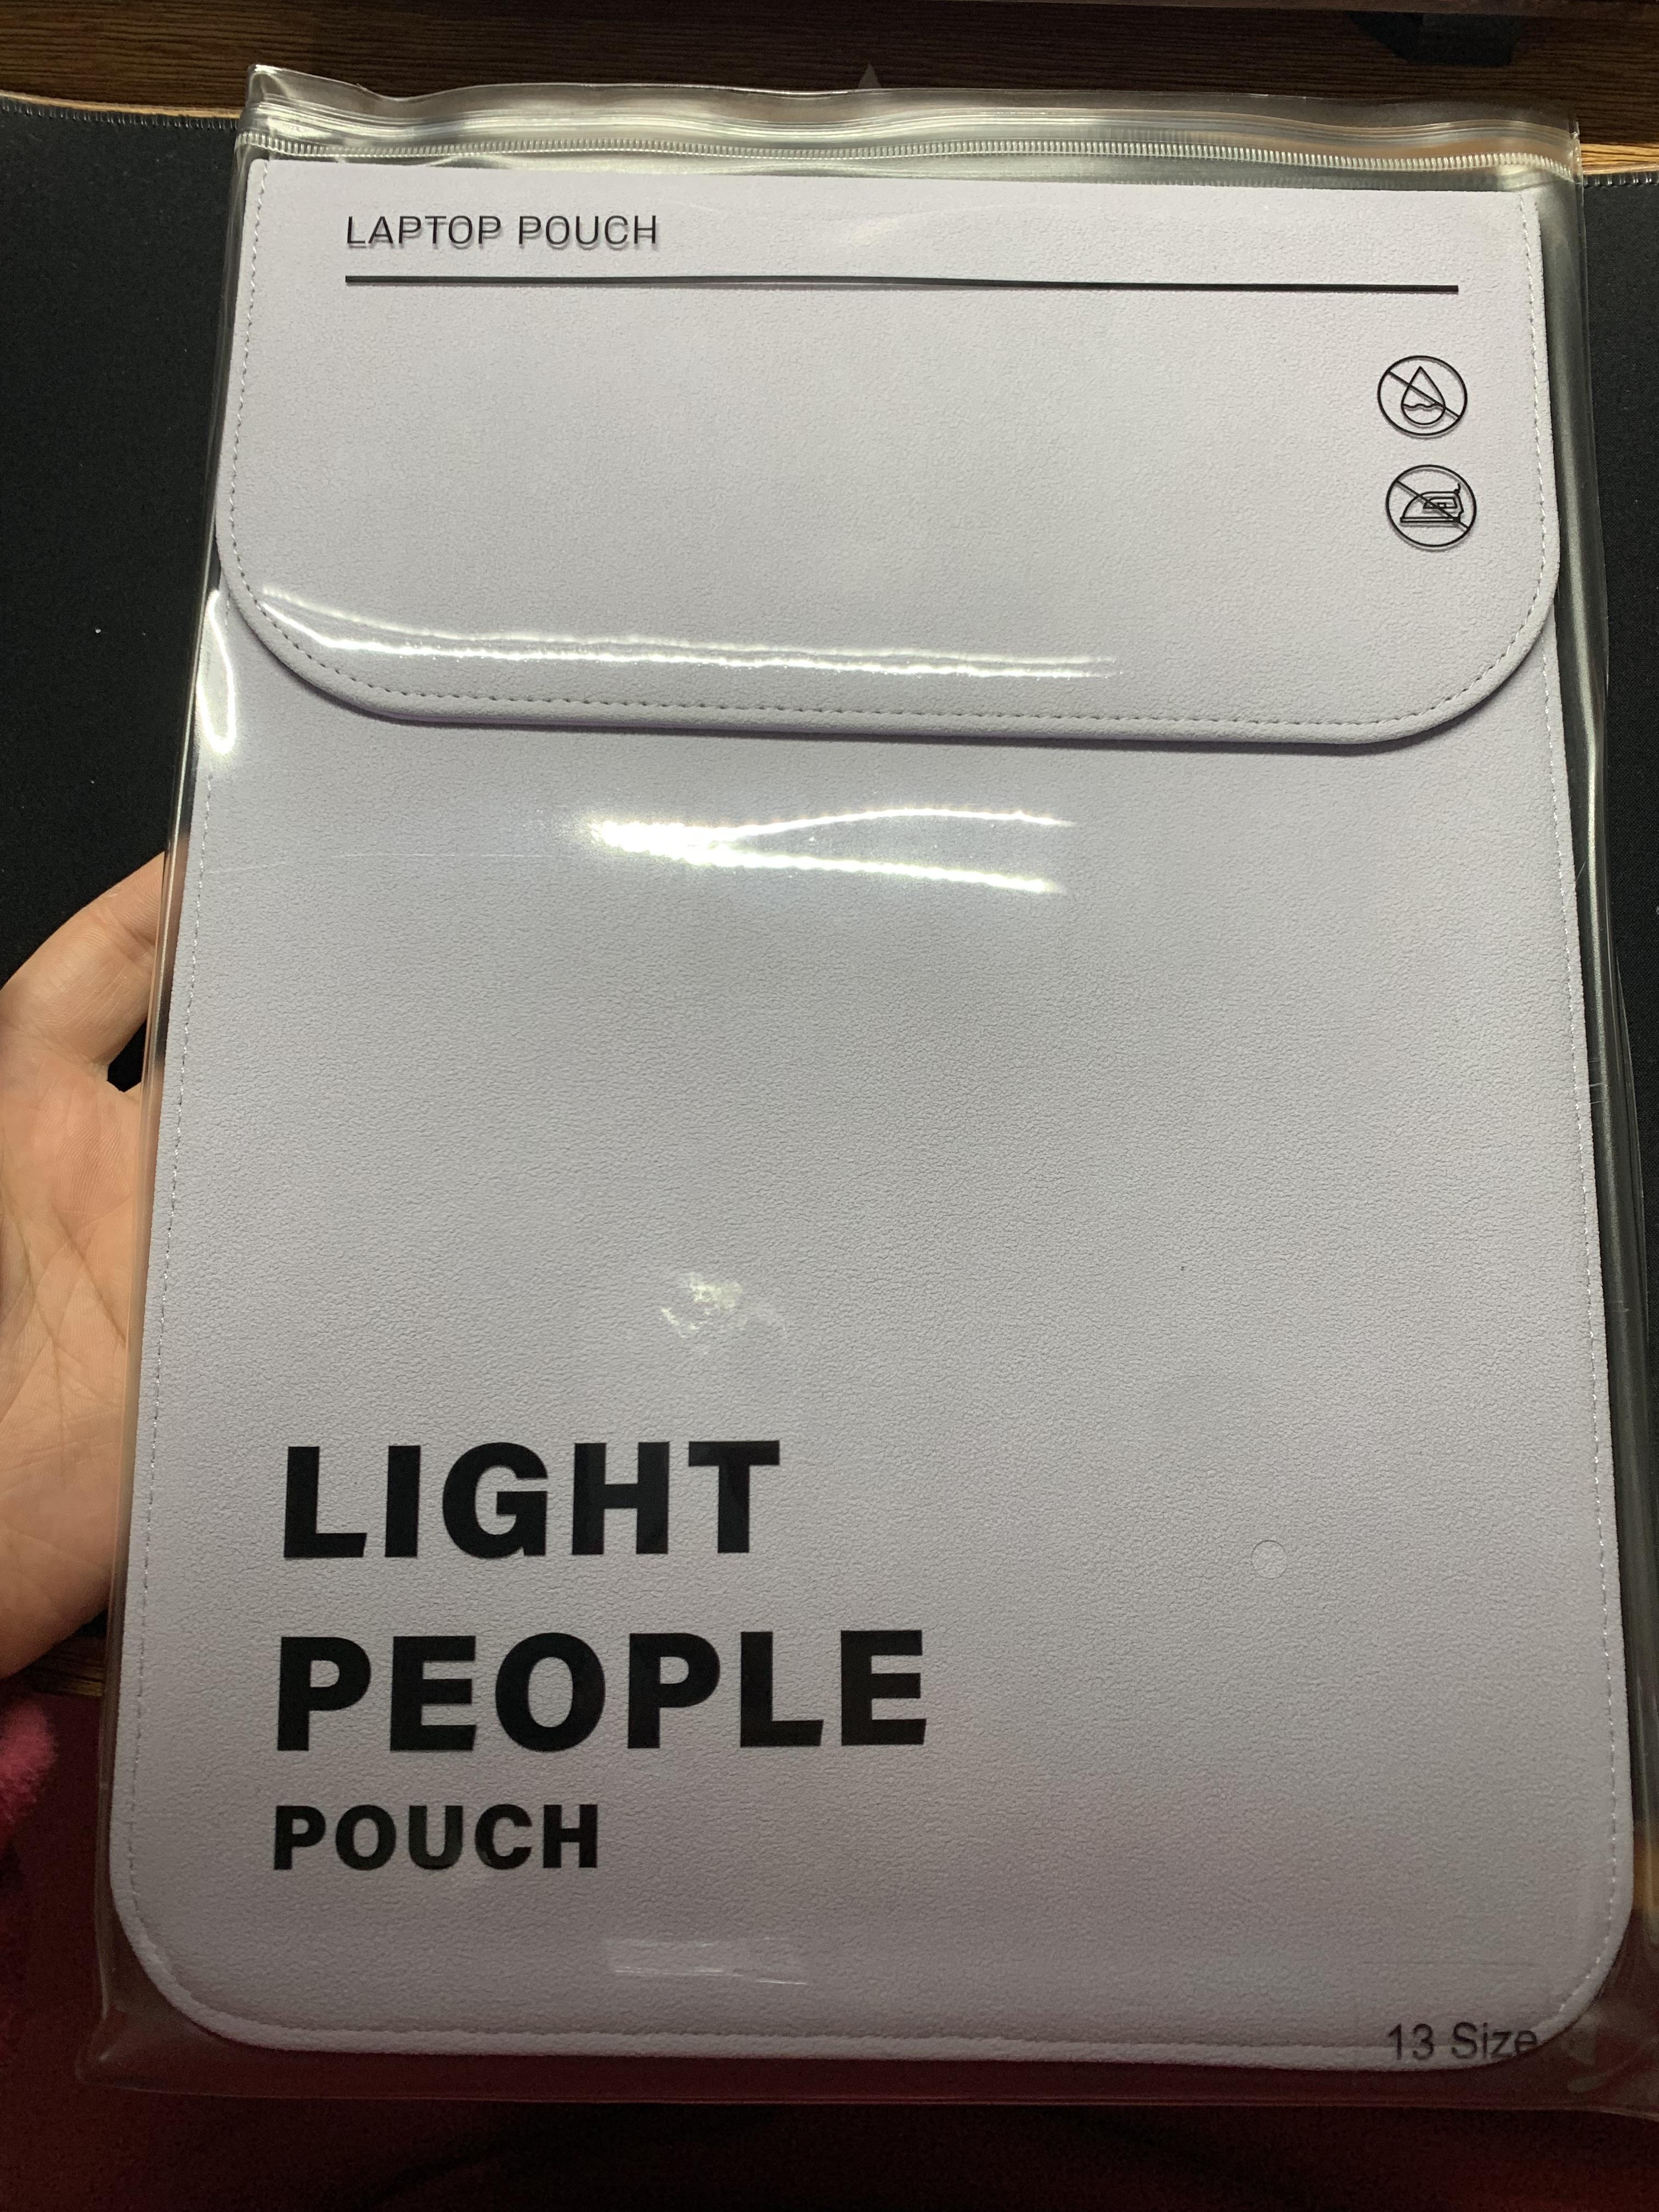 LAPTOP POUCH
LIGHT
PEOPLE
POUCH
13 Size